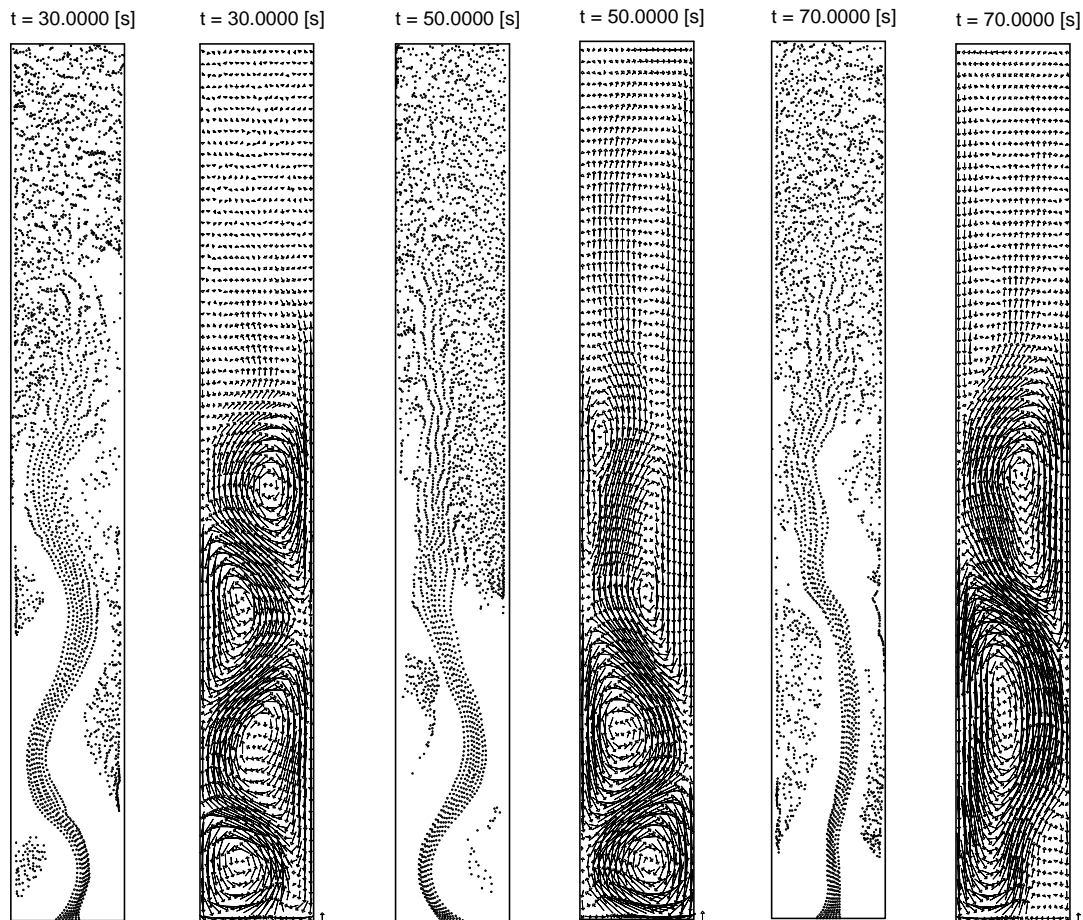 t = 30.0000 [s]
t = 30.0000 [s]
t = 50.0000 [s]
t = 50.0000 [s]
t = 70.0000 [s]
t = 70.0000 [s]